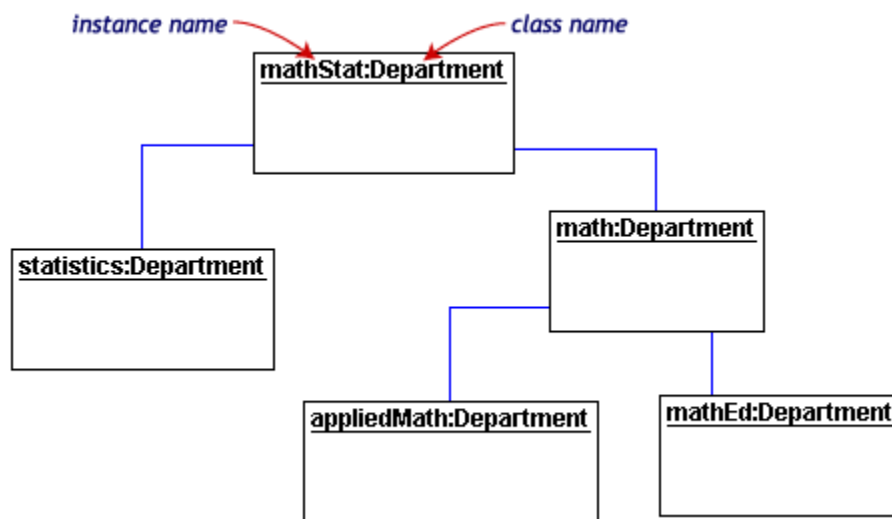 instance name
class name
mathStat:Department
math:Department
statistics:Department
appliedMath:Department
mathEd:Department